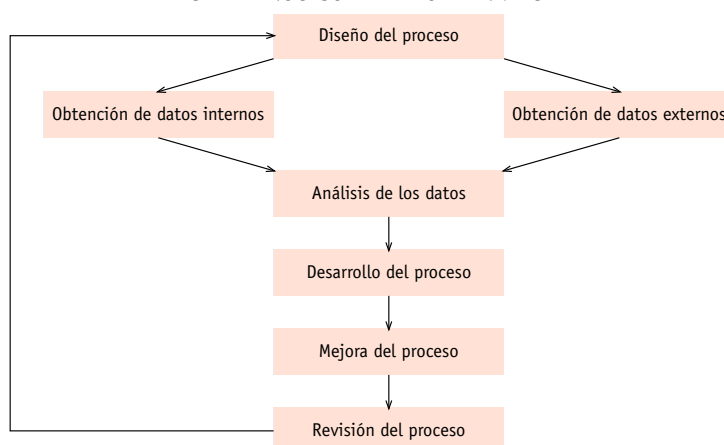 Diseño del proceso
Obtención de datos internos
Obtención de datos externos
Análisis de los datos
Desarrollo del proceso
Mejora del proceso
Revisión del proceso